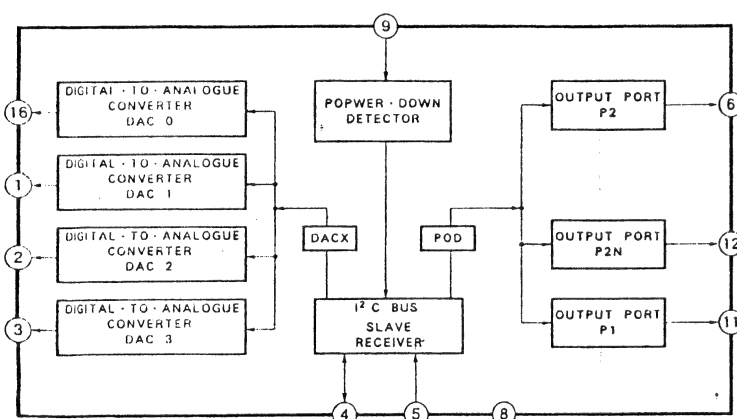 9
DIGITAL · TO · ANALOGUE
CONVERTER
DAC 0
16
POPWER · DOWN
DETECTOR
OUTPUT PORT
P2
6
DIGITAL · TO · ANALOGUE
CONVERTER
DAC 1
1
DIGITAL · TO · ANALOGUE
CONVERTER
DAC 2
2
DACX
POD
OUTPUT PORT
P2N
12
DIGITAL · TO · ANALOGUE
CONVERTER
DAC 3
3
I² C BUS
SLAVE
RECEIVER
OUTPUT PORT
P1
11
4
5
8